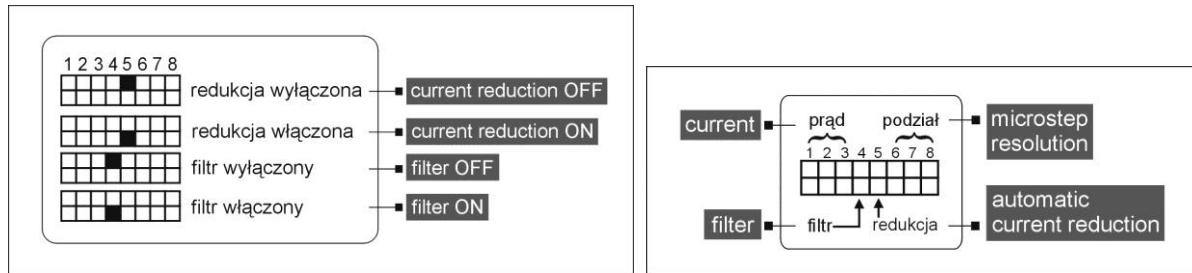 1 2 3 4 5 6 7 8
redukcja wyłączona current reduction OFF
redukcja włączona current reduction ON
filtr wyłączony filter OFF
filtr włączony filter ON
current prąd podział microstep
resolution
1 2 3 4 5 6 7 8
filter filtr redukcja automatic
current reduction